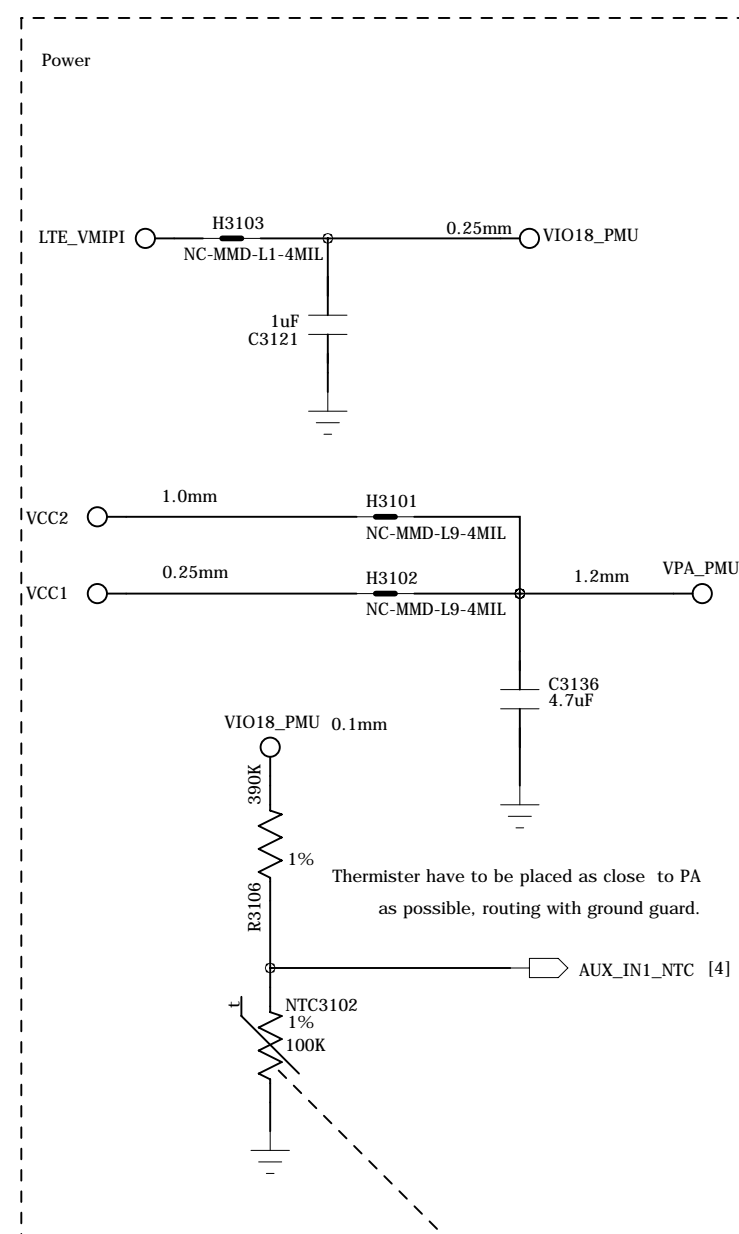 Power
H3103
LTE_VMIPI
0.25mm
VIO18_PMU
NC-MMD-L1-4MIL
1uF
C3121
1.0mm
H3101
VCC2
NC-MMD-L9-4MIL
0.25mm
H3102
1.2mm
VPA_PMU
VCC1
NC-MMD-L9-4MIL
C3136
4.7uF
VIO18_PMU
0.1mm
390K
1%
R3106
Thermister have to be placed as close to PA
as possible, routing with ground guard.
AUX_IN1_NTC [4]
t
NTC3102
1%
100K